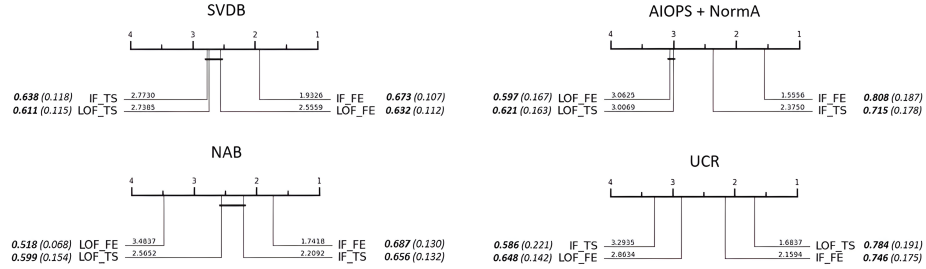 SVDB
4 3 2 1
0.638 (0.118) IF_TS 2.7730 1.9326 IF_FE 0.673 (0.107)
0.611 (0.115) LOF_TS 2.7385 2.5559 LOF_FE 0.632 (0.112)
AIOPS + NormA
4 3 2 1
0.597 (0.167) LOF_FE 3.0625 1.5556 IF_FE 0.808 (0.187)
0.621 (0.163) LOF_TS 3.0069 2.3750 IF_TS 0.715 (0.178)
NAB
4 3 2 1
0.518 (0.068) LOF_FE 3.4837 1.7418 IF_FE 0.687 (0.130)
0.599 (0.154) LOF_TS 2.5652 2.2092 IF_TS 0.656 (0.132)
UCR
4 3 2 1
0.586 (0.221) IF_TS 3.2935 1.6837 LOF_TS 0.784 (0.191)
0.648 (0.142) LOF_FE 2.8634 2.1594 IF_FE 0.746 (0.175)